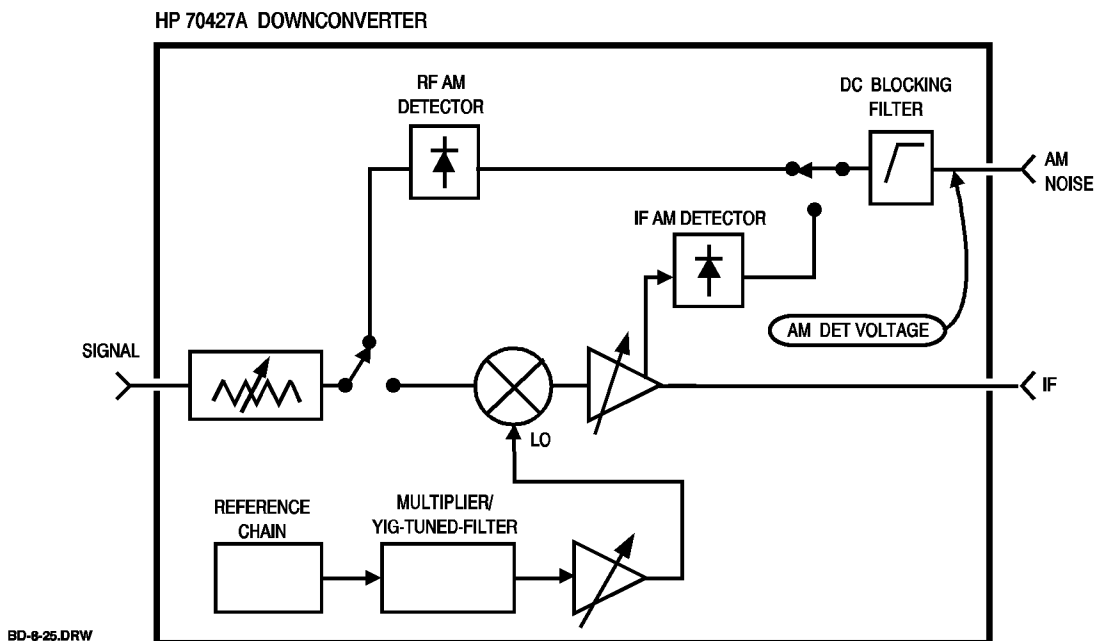 HP 70427A DOWNCONVERTER
RF AM
DETECTOR
DC BLOCKING
FILTER
AM
NOISE
IF AM DETECTOR
AM DET VOLTAGE
SIGNAL
IF
LO
REFERENCE
CHAIN
MULTIPLIER/
YIG-TUNED-FILTER
BD-6-25.DRW